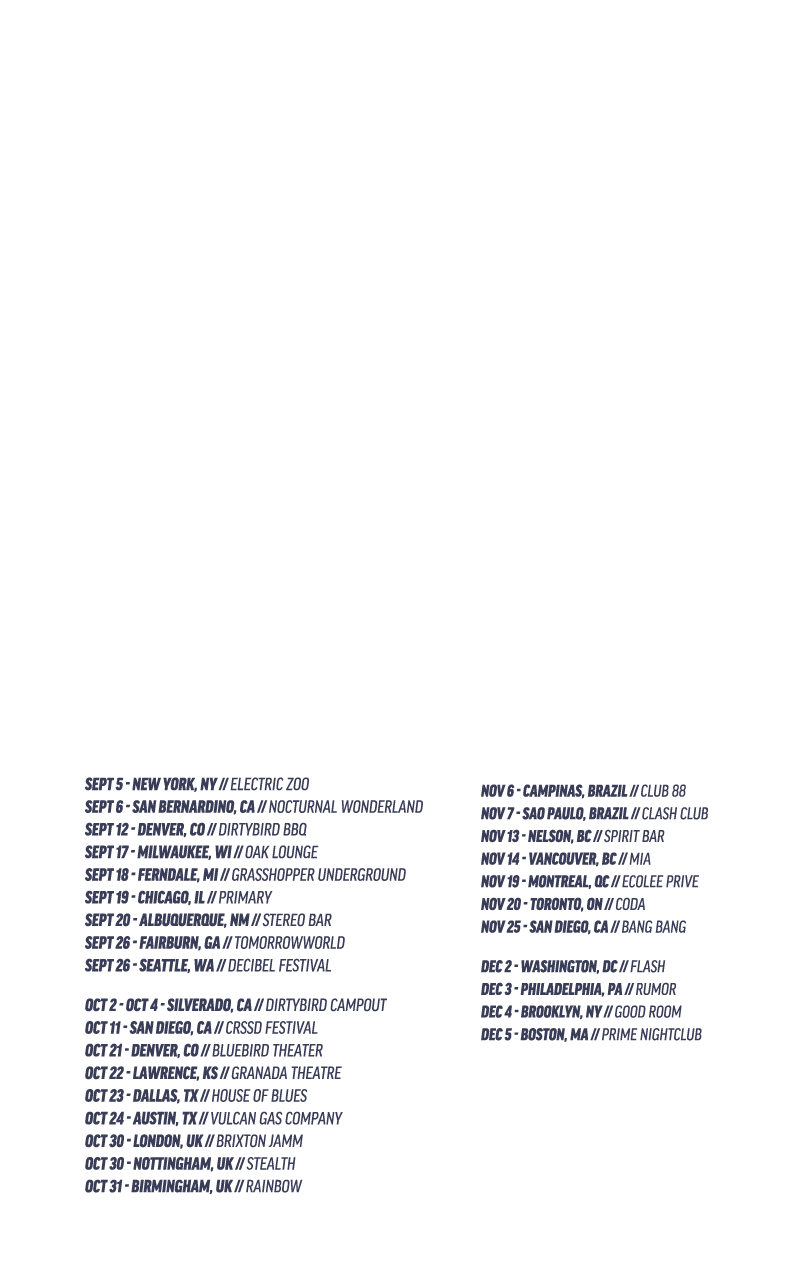 SEPT 5 - NEW YORK, NY // ELECTRIC ZOO
SEPT 6 - SAN BERNARDINO, CA // NOCTURNAL WONDERLAND
SEPT 12 - DENVER, CO // DIRTYBIRD BBQ
SEPT 17 - MILWAUKEE, WI // OAK LOUNGE
SEPT 18 - FERNDALE, MI // GRASSHOPPER UNDERGROUND
SEPT 19 - CHICAGO, IL // PRIMARY
SEPT 20 - ALBUQUERQUE, NM // STEREO BAR
SEPT 26 - FAIRBURN, GA // TOMORROWWORLD
SEPT 26 - SEATTLE, WA // DECIBEL FESTIVAL
OCT 2 - OCT 4 - SILVERADO, CA // DIRTYBIRD CAMPOUT
OCT 11 - SAN DIEGO, CA // CRSSD FESTIVAL
OCT 21 - DENVER, CO // BLUEBIRD THEATER
OCT 22 - LAWRENCE, KS // GRANADA THEATRE
OCT 23 - DALLAS, TX // HOUSE OF BLUES
OCT 24 - AUSTIN, TX // VULCAN GAS COMPANY
OCT 30 - LONDON, UK // BRIXTON JAMM
OCT 30 - NOTTINGHAM, UK // STEALTH
OCT 31 - BIRMINGHAM, UK // RAINBOW
NOV 6 - CAMPINAS, BRAZIL // CLUB 88
NOV 7 - SAO PAULO, BRAZIL // CLASH CLUB
NOV 13 - NELSON, BC // SPIRIT BAR
NOV 14 - VANCOUVER, BC // MIA
NOV 19 - MONTREAL, QC // ECOLEE PRIVE
NOV 20 - TORONTO, ON // CODA
NOV 25 - SAN DIEGO, CA // BANG BANG
DEC 2 - WASHINGTON, DC // FLASH
DEC 3 - PHILADELPHIA, PA // RUMOR
DEC 4 - BROOKLYN, NY // GOOD ROOM
DEC 5 - BOSTON, MA // PRIME NIGHTCLUB